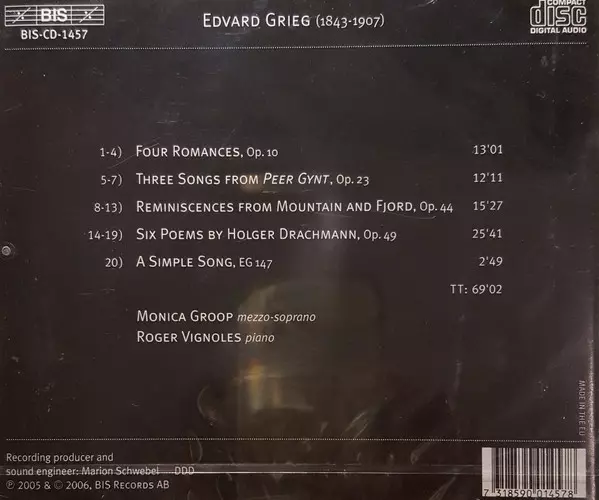 BIS
BIS-CD-1457
EDVARD GRIEG (1843-1907)
COMPACT
disc
DIGITAL AUDIO
1-4) FOUR ROMANCES, OP. 10 13'01
5-7) THREE SONGS FROM PEER GYNT, OP. 23 12'11
8-13) REMINISCENCES FROM MOUNTAIN AND FJORD, OP. 44 15'27
14-19) SIX POEMS BY HOLGER DRACHMANN, OP. 49 25'41
20) A SIMPLE SONG, EG 147 2'49
TT: 69'02
MONICA GROOP mezzo-soprano
ROGER VIGNOLES piano
MADE IN THE EU
Recording producer and
sound engineer: Marion Schwebel DDD
℗ 2005 & © 2006, BIS RECORDS AB
7 318590 014578